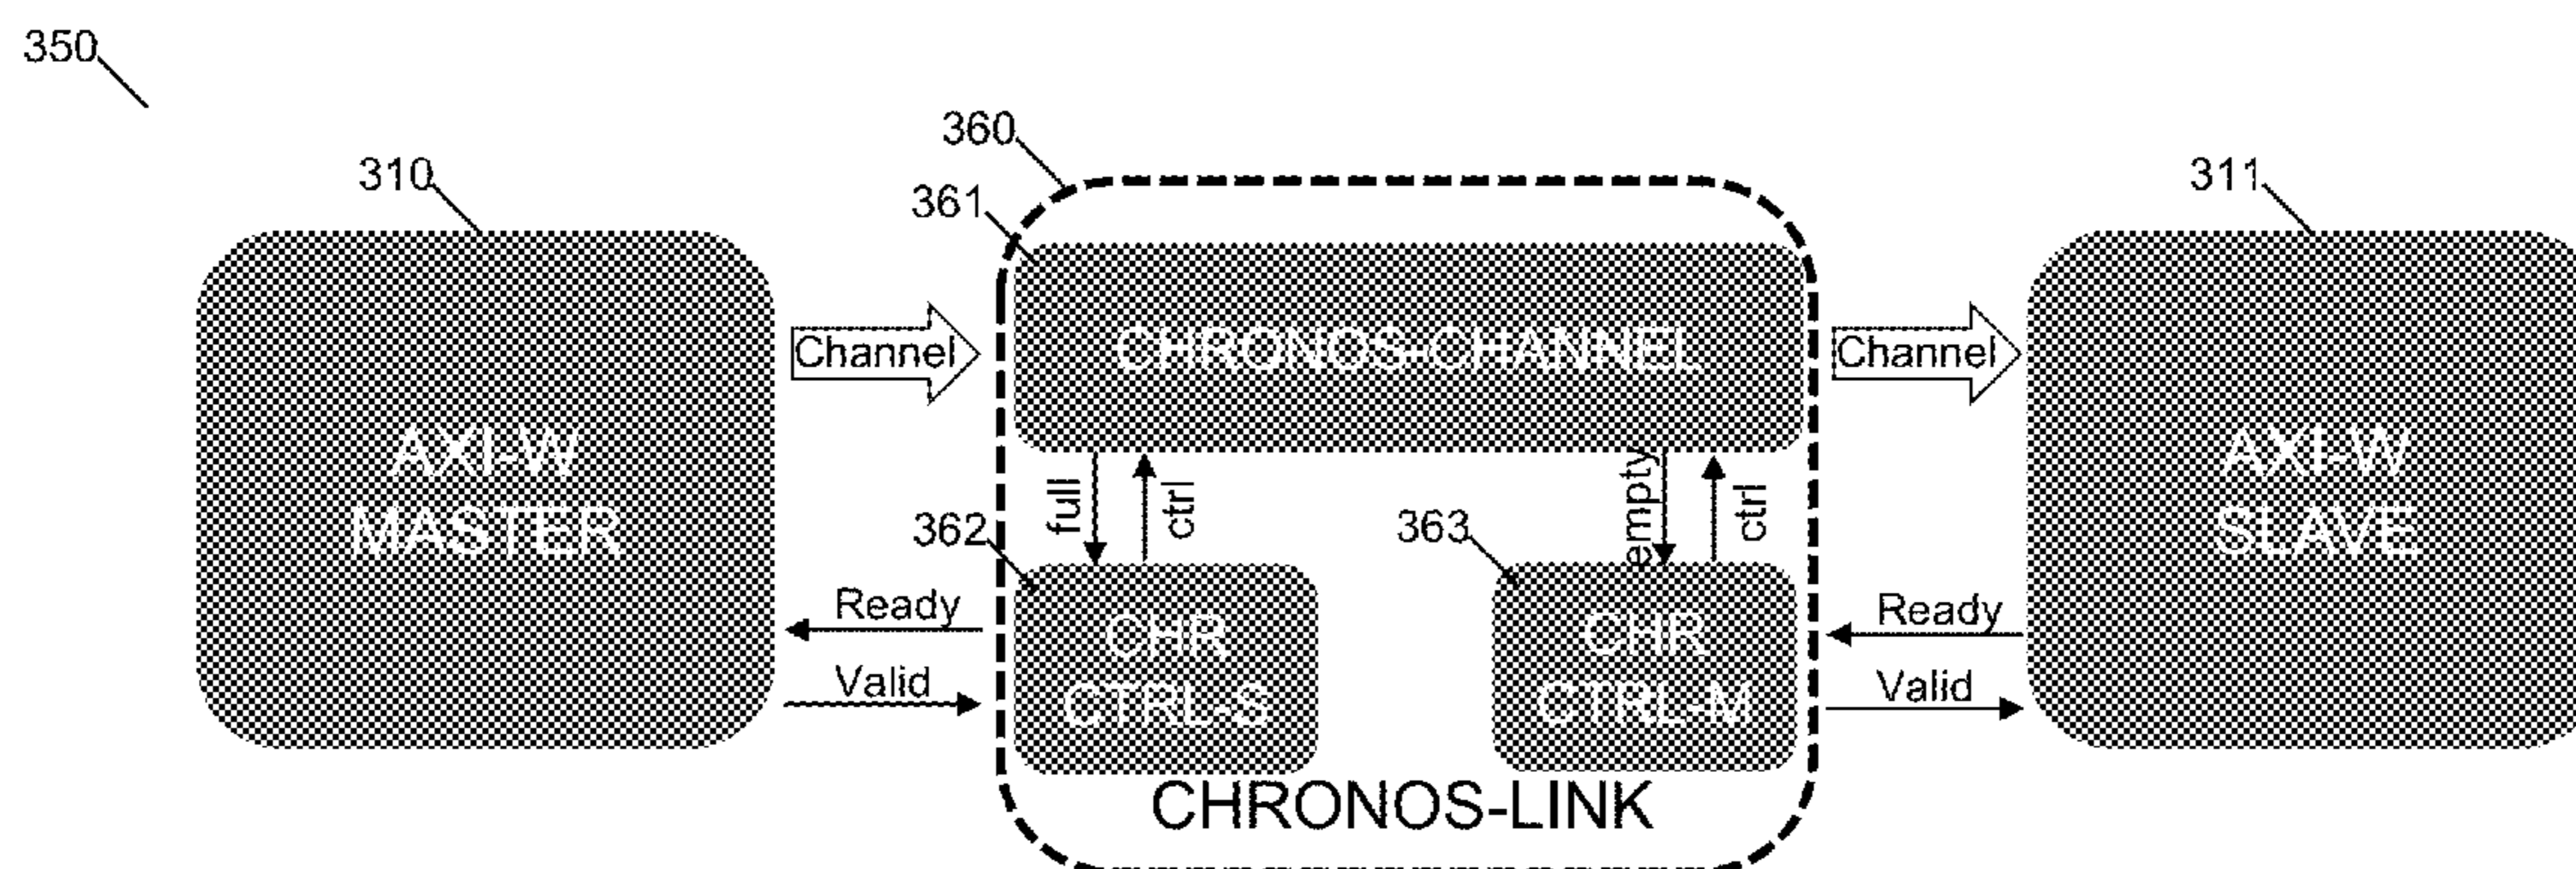 350
360
310
311
361
Channel
CHRONOS-CHANNEL
Channel
AXI-W
MASTER
AXI-W
SLAVE
full
ctrl
empty
ctrl
362
363
Ready
Valid
CHR
CTRL-S
CHR
CTRL-M
Ready
Valid
CHRONOS-LINK